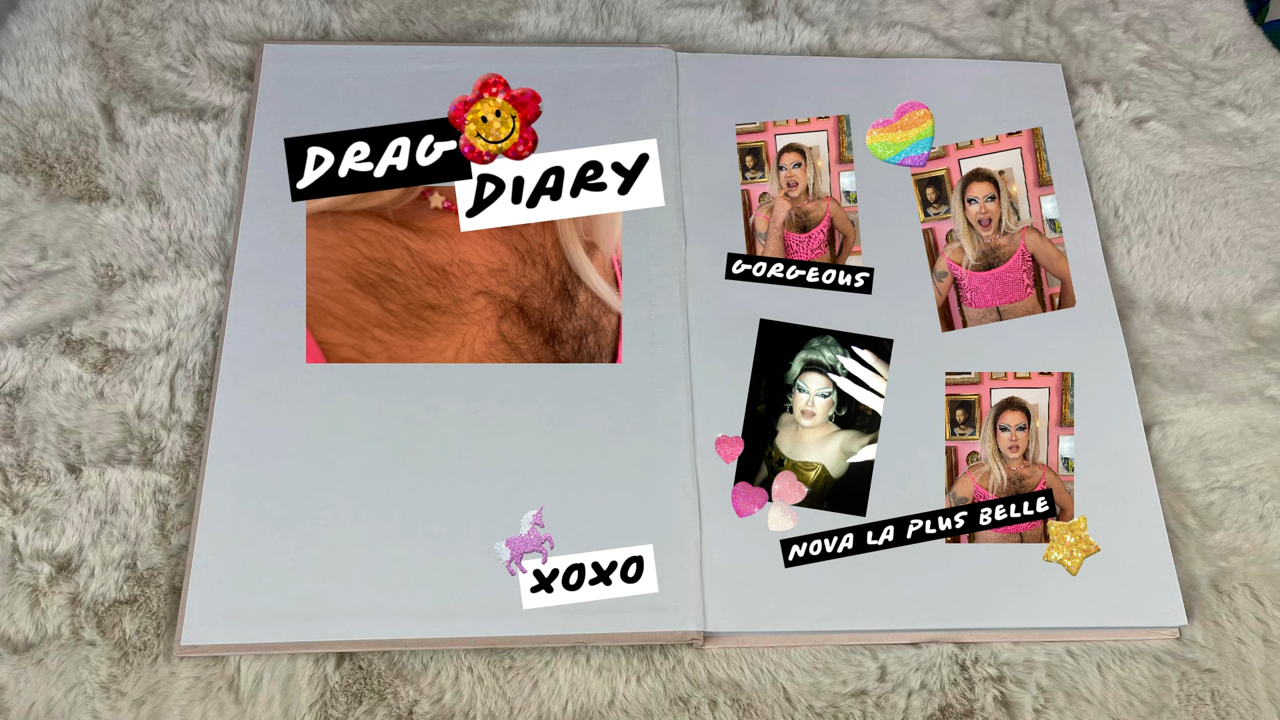 DRAG
DIARY
XOXO
GORGEOUS
NOVA LA PLUS BELLE